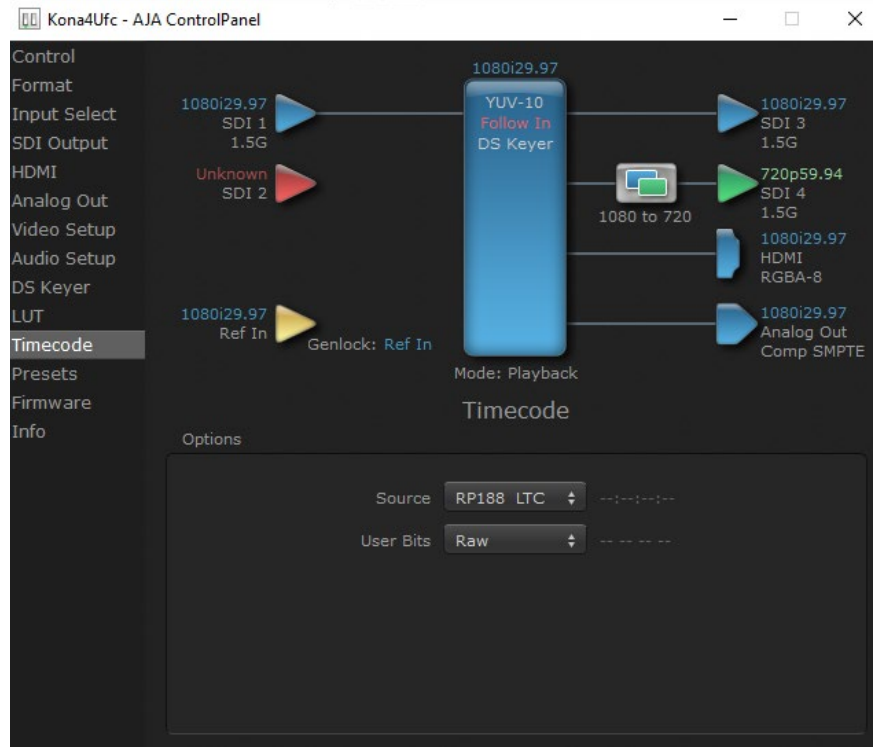 Kona4Ufc - AJA ControlPanel
Control
Format
Input Select
SDI Output
HDMI
Analog Out
Video Setup
Audio Setup
DS Keyer
LUT
Timecode
Presets
Firmware
Info
1080i29.97
SDI 1
1.5G
Unknown
SDI 2
1080i29.97
Ref In
Genlock: Ref In
1080i29.97
YUV-10
Follow In
DS Keyer
Mode: Playback
1080i29.97
SDI 3
1.5G
1080 to 720
720p59.94
SDI 4
1.5G
1080i29.97
HDMI
RGBA-8
1080i29.97
Analog Out
Comp SMPTE
Timecode
Options
Source RP188 LTC --:--:--:--
User Bits Raw -- -- -- --